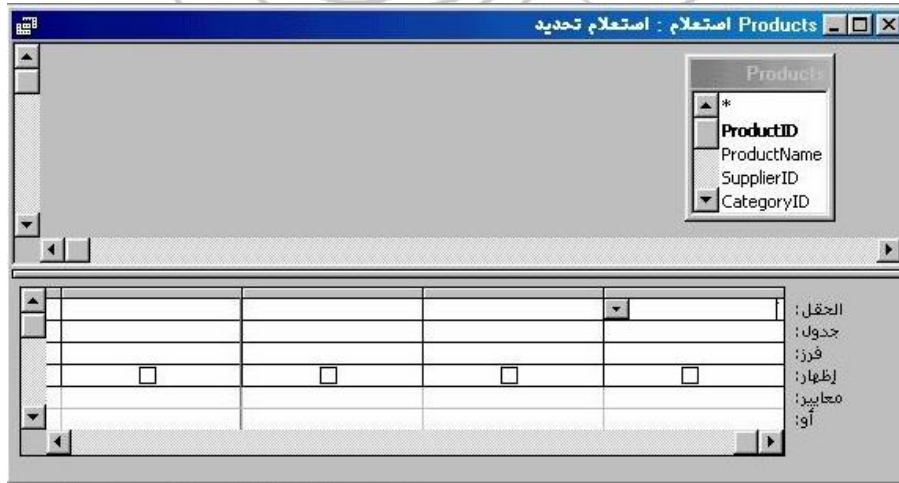 Products استعلام : استعلام تحديد
Products
*
ProductID
ProductName
SupplierID
CategoryID
الحقل:
جدول:
فرز:
إظهار:
معايير:
أو: